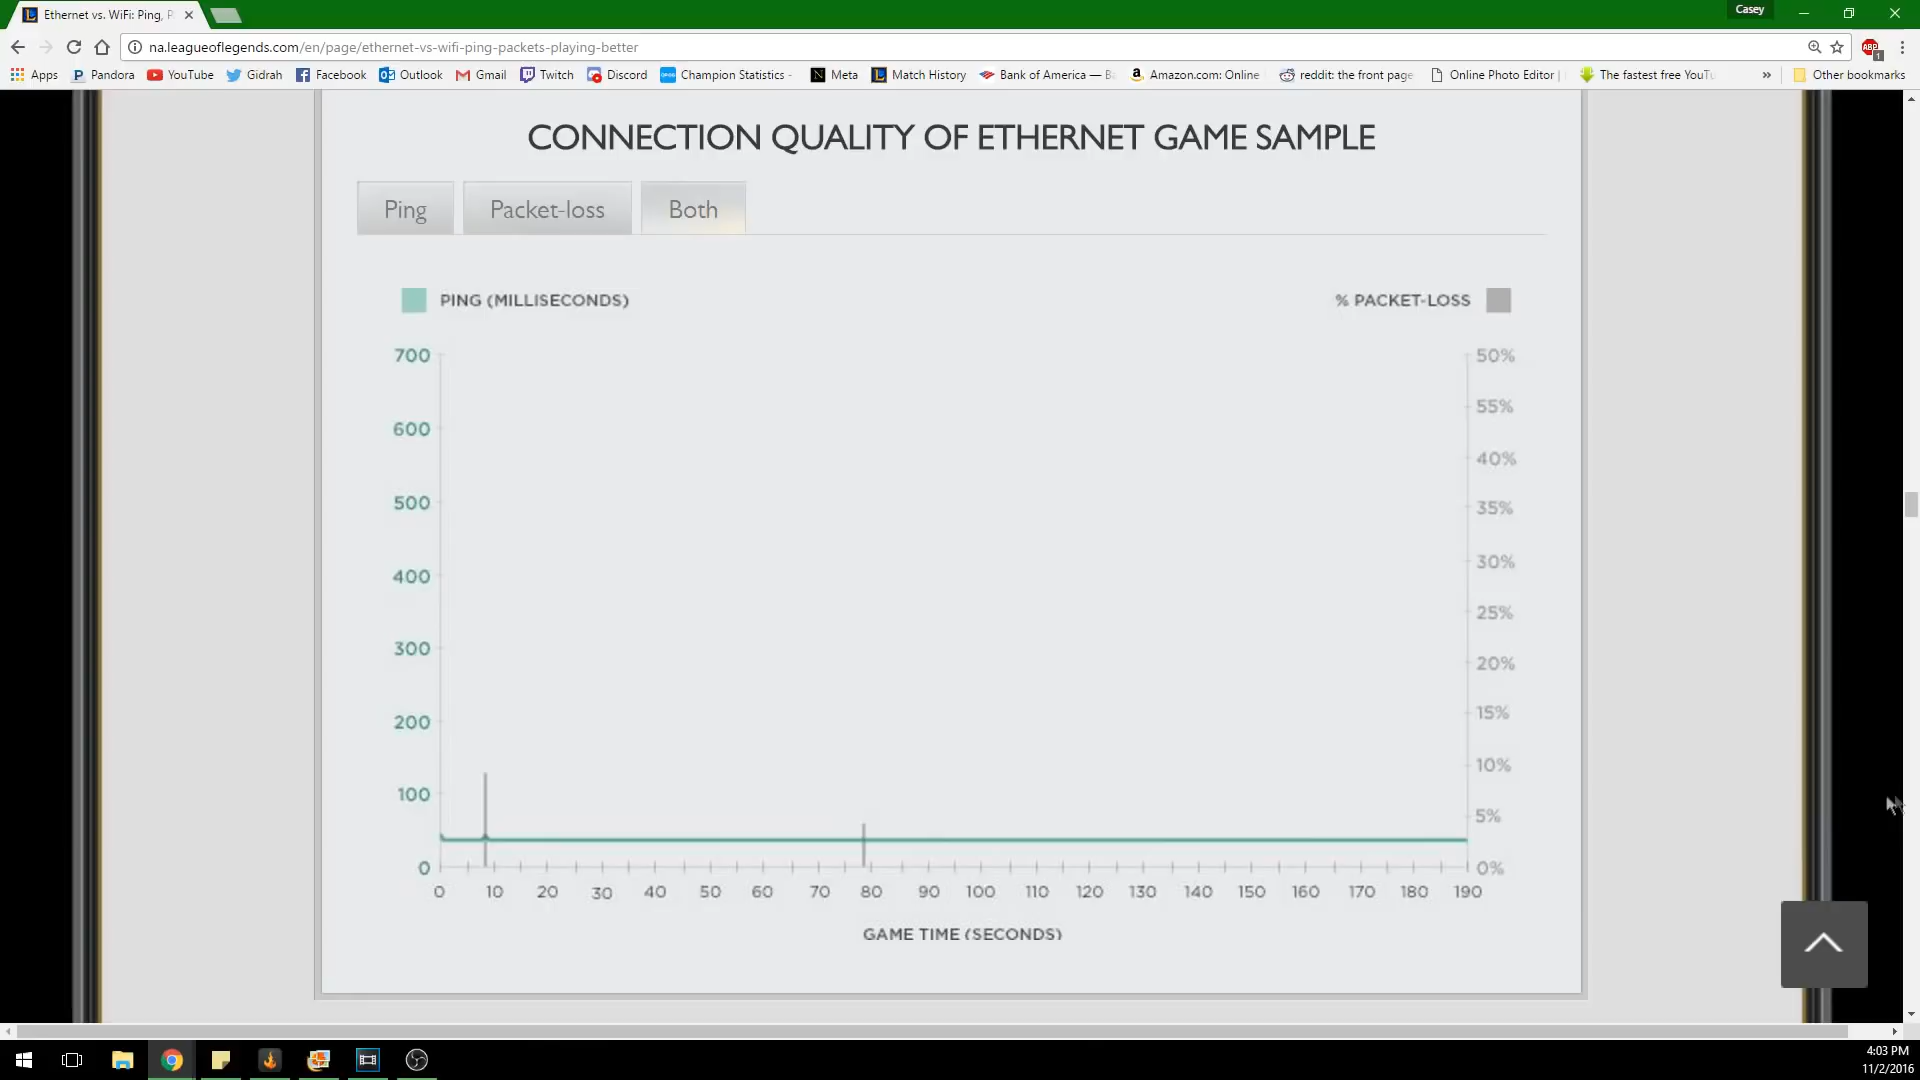 Ethernet vs. WiFi: Ping, P
Casey
na.leagueoflegends.com/en/page/ethernet-vs-wifi-ping-packets-playing-better
Apps Pandora YouTube Gidrah Facebook Outlook Gmail Twitch Discord Champion Statistics - Meta Match History Bank of America — B Amazon.com: Online reddit: the front page Online Photo Editor | The fastest free YouTu » Other bookmarks
CONNECTION QUALITY OF ETHERNET GAME SAMPLE
Ping Packet-loss Both
PING (MILLISECONDS) % PACKET-LOSS
700 50%
55%
600
40%
500 35%
400 30%
25%
300 20%
200 15%
10%
100
5%
0 0%
0 10 20 30 40 50 60 70 80 90 100 110 120 130 140 150 160 170 180 190
GAME TIME (SECONDS)
4:03 PM
11/2/2016